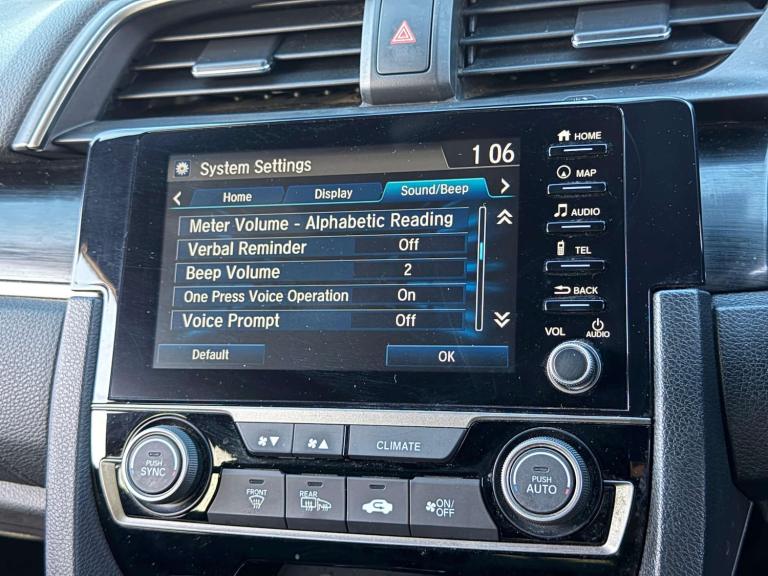 System Settings
1 06
Home
Display
Sound/Beep
Meter Volume - Alphabetic Reading
Verbal Reminder Off
Beep Volume 2
One Press Voice Operation On
Voice Prompt Off
Default
OK
HOME
MAP
AUDIO
TEL
BACK
VOL
AUDIO
PUSH
SYNC
CLIMATE
FRONT
REAR
ON/
OFF
PUSH
AUTO